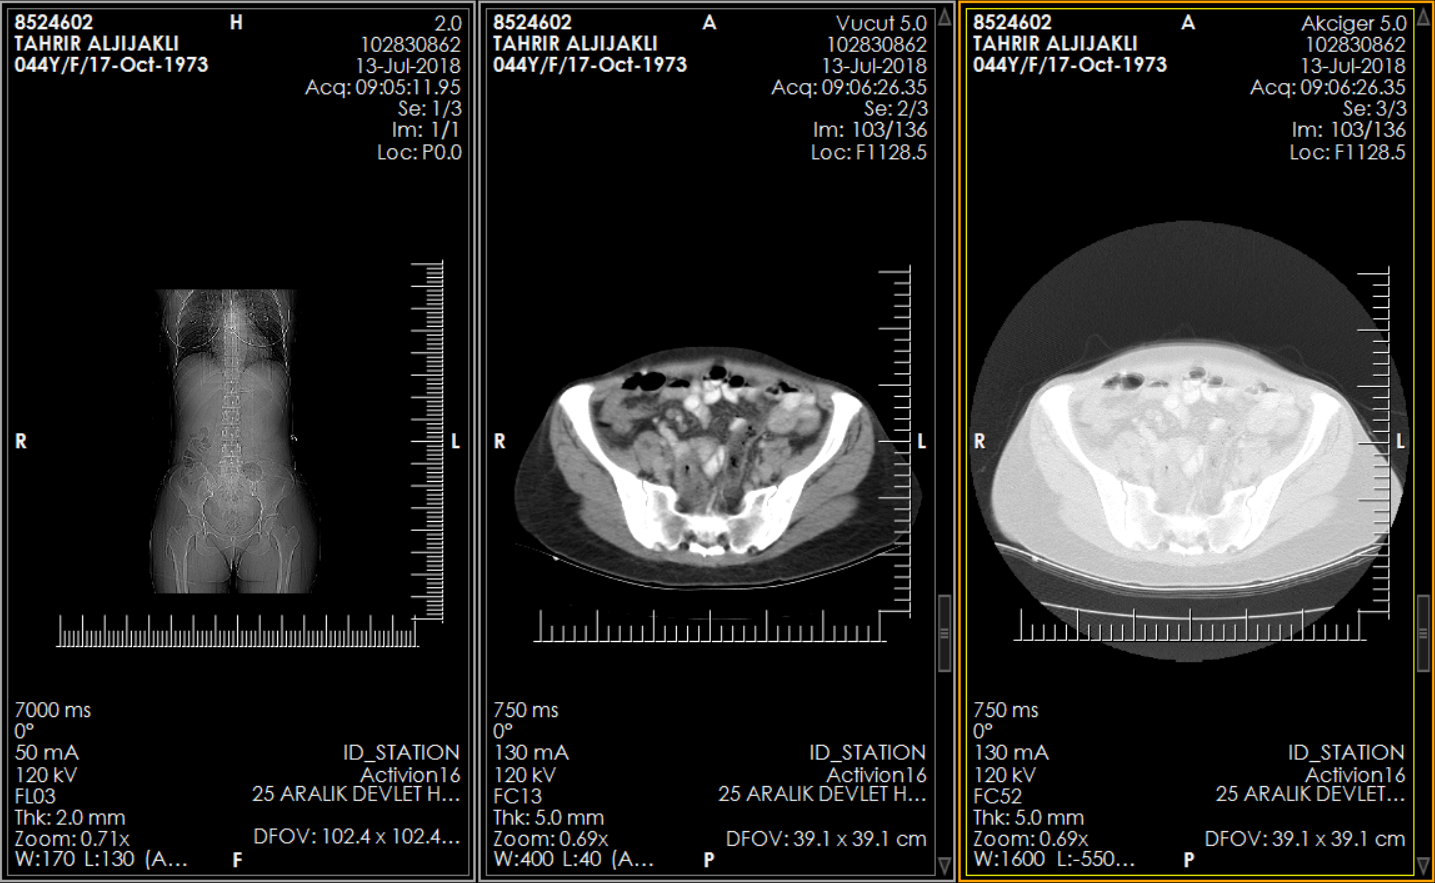 8524602 H 2.0
TAHRIR ALJIJAKLI 102830862
044Y/F/17-Oct-1973 13-Jul-2018
Acq: 09:05:11.95
Se: 1/3
Im: 1/1
Loc: P0.0
R L
7000 ms
0°
50 mA ID_STATION
120 kV Activion16
FL03 25 ARALIK DEVLET H...
Thk: 2.0 mm
Zoom: 0.71x DFOV: 102.4 x 102.4...
W:170 L:130 (A... F
8524602 A Vucut 5.0
TAHRIR ALJIJAKLI 102830862
044Y/F/17-Oct-1973 13-Jul-2018
Acq: 09:06:26.35
Se: 2/3
Im: 103/136
Loc: F1128.5
R L
750 ms
0°
130 mA ID_STATION
120 kV Activion16
FC13 25 ARALIK DEVLET H...
Thk: 5.0 mm
Zoom: 0.69x DFOV: 39.1 x 39.1 cm
W:400 L:40 (A... P
8524602 A Akciger 5.0
TAHRIR ALJIJAKLI 102830862
044Y/F/17-Oct-1973 13-Jul-2018
Acq: 09:06:26.35
Se: 3/3
Im: 103/136
Loc: F1128.5
R L
750 ms
0°
130 mA ID_STATION
120 kV Activion16
FC52 25 ARALIK DEVLET...
Thk: 5.0 mm
Zoom: 0.69x DFOV: 39.1 x 39.1 cm
W:1600 L:-550... P